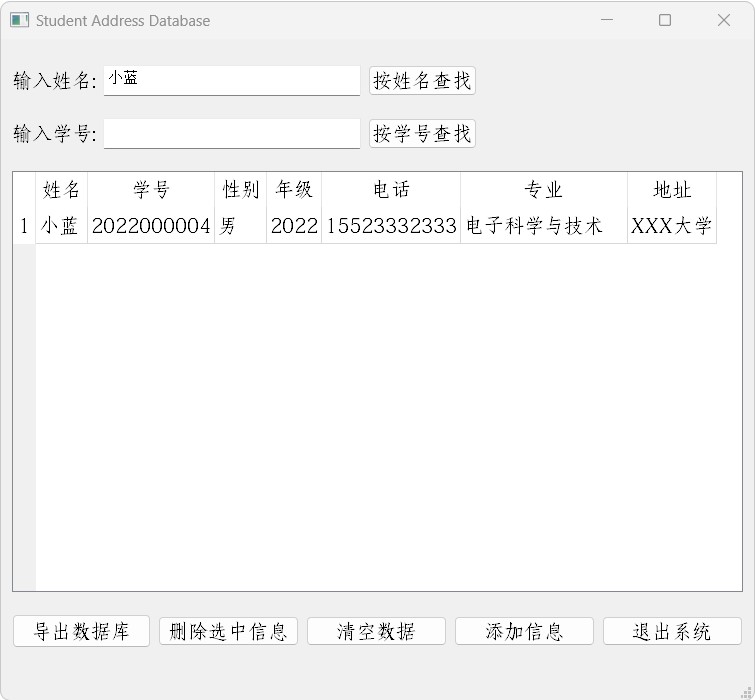 Student Address Database
输入姓名: 小蓝 按姓名查找
输入学号: 按学号查找
姓名 学号 性别 年级 电话 专业 地址
1 小蓝 2022000004 男 2022 15523332333 电子科学与技术 XXX大学
导出数据库 删除选中信息 清空数据 添加信息 退出系统